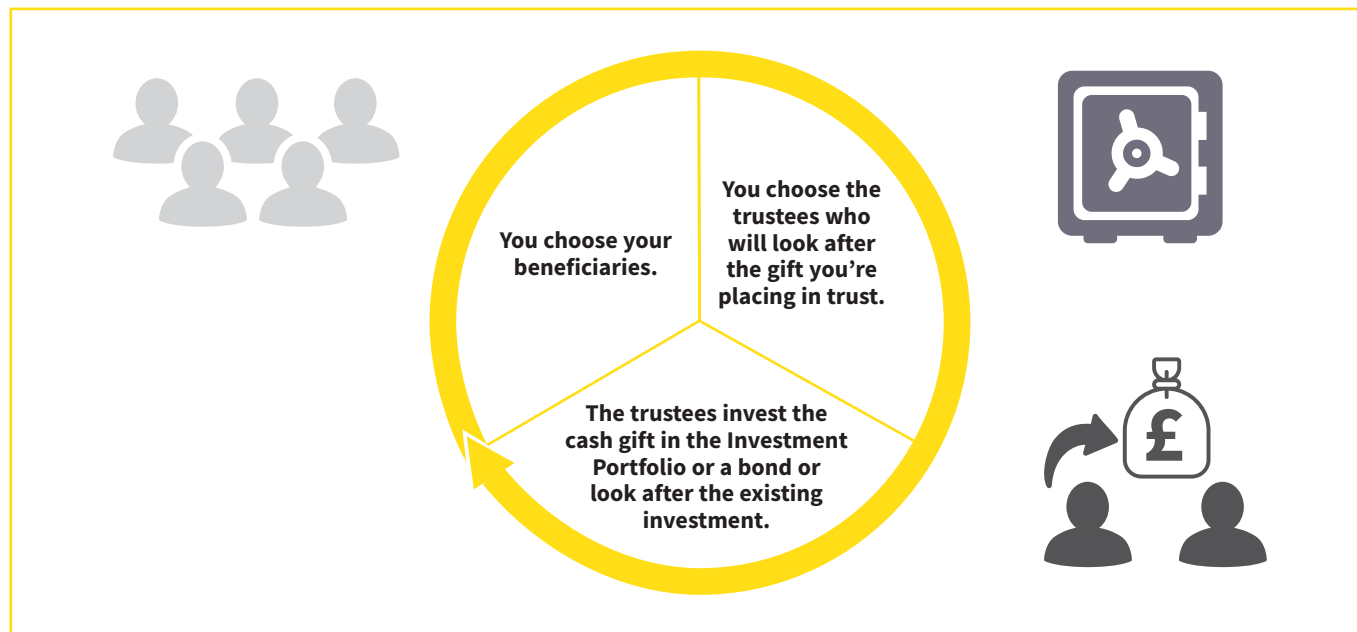 You choose your
beneficiaries.
You choose the
trustees who
will look after
the gift you’re
placing in trust.
The trustees invest the
cash gift in the Investment
Portfolio or a bond or
look after the existing
investment.
£